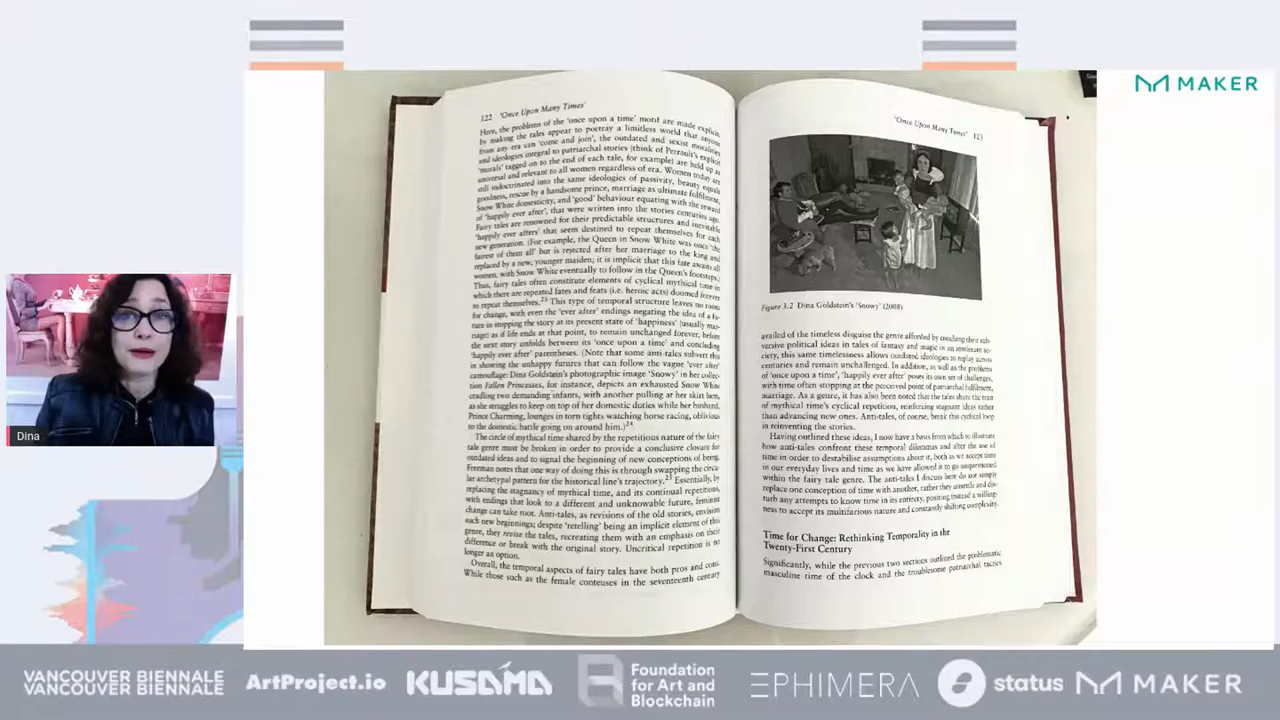 MAKER
122 'Once Upon Many Times'
Here, the problems of the 'once upon a time' motif are made explicit
by making the tales appear to portray a limitless world that anyone
from any era can 'come and join', the outdated and sexist moralities
and ideologies integral to patriarchal stories (think of Perrault's explicit
'morals' tagged on to the end of each tale, for example) are held up as
universal and relevant to all women regardless of era. Women today are
still indoctrinated into the same ideologies of passivity, beauty equals
goodness, rescue by a handsome prince, marriage as ultimate fulfilment,
Snow White domesticity, and 'good' behaviour equating with the reward
of 'happily ever after', that were written into the stories centuries ago.
Fairy tales are renowned for their predictable structures and inevitable
'happily ever afters' that seem destined to repeat themselves for each
new generation. (For example, the Queen in Snow White was once 'the
fairest of them all' but is rejected after her marriage to the king and
replaced by a new, younger maiden; it is implicit that this fate awaits all
women, with Snow White eventually to follow in the Queen's footsteps.)
Thus, fairy tales often constitute elements of cyclical mythical time in
which there are repeated fates and feats (i.e. heroic acts) doomed forever
to repeat themselves.23 This type of temporal structure leaves no room
for change, with even the 'ever after' endings negating the idea of a fu-
ture in stopping the story at its present state of 'happiness' (usually mar-
riage) as if life ends at that point, to remain unchanged forever, before
the next story unfolds between its 'once upon a time' and concluding
'happily ever after' parentheses. (Note that some anti-tales subvert this
in showing the unhappy futures that can follow the vague 'ever after'
camouflage: Dina Goldstein's photographic image 'Snowy' in her collec-
tion Fallen Princesses, for instance, depicts an exhausted Snow White
cradling two demanding infants, with another pulling at her skirt hem,
as she struggles to keep on top of her domestic duties while her husband,
Prince Charming, lounges in torn tights watching horse racing, oblivious
to the domestic battle going on around him.)24
The circle of mythical time shared by the repetitious nature of the fairy
tale genre must be broken in order to provide a conclusive closure for
outdated ideas and to signal the beginning of new conceptions of being.
Freeman notes that one way of doing this is through swapping the circu-
lar archetypal pattern for the historical line's trajectory.25 Essentially, by
replacing the stagnancy of mythical time, and its continual repetitions,
with endings that look to a different and unknowable future, feminist
change can take root. Anti-tales, as revisions of the old stories, envision
such new beginnings; despite 'retelling' being an implicit element of this
genre, they revise the tales, recreating them with an emphasis on their
difference or break with the original story. Uncritical repetition is no
longer an option.
Overall, the temporal aspects of fairy tales have both pros and cons.
While those such as the female conteuses in the seventeenth century
'Once Upon Many Times' 123
Figure 3.2 Dina Goldstein's 'Snowy' (2008)
availed of the timeless disguise the genre afforded by couching their sub-
versive political ideas in tales of fantasy and magic in an intolerant so-
ciety, this same timelessness allows outdated ideologies to replay across
centuries and remain unchallenged. In addition, as well as the problems
of 'once upon a time', 'happily ever after' poses its own set of challenges,
with time often stopping at the perceived point of patriarchal fulfilment,
marriage. As a genre, it has also been noted that the tales share the trait
of mythical time's cyclical repetition, reinforcing stagnant ideas rather
than advancing new ones. Anti-tales, of course, break this cyclical loop
in reinventing the stories.
Having outlined these ideas, I now have a basis from which to illustrate
how anti-tales confront these temporal dilemmas and alter the use of
time in order to destabilise assumptions about it, both as we accept time
in our everyday lives and time as we have allowed it to go unquestioned
within the fairy tale genre. The anti-tales I discuss here do not simply
replace one conception of time with another, rather they unsettle and dis-
turb any attempts to know time in its entirety, positing instead a willing-
ness to accept its multifarious nature and constantly shifting complexity.
Time for Change: Rethinking Temporality in the
Twenty-First Century
Significantly, while the previous two sections outlined the problematic
masculine time of the clock and the troublesome patriarchal tactics
Dina
VANCOUVER BIENNALE
VANCOUVER BIENNALE
ArtProject.io
KUSAMA
Foundation
for Art and
Blockchain
EPHIMERA
status
MAKER